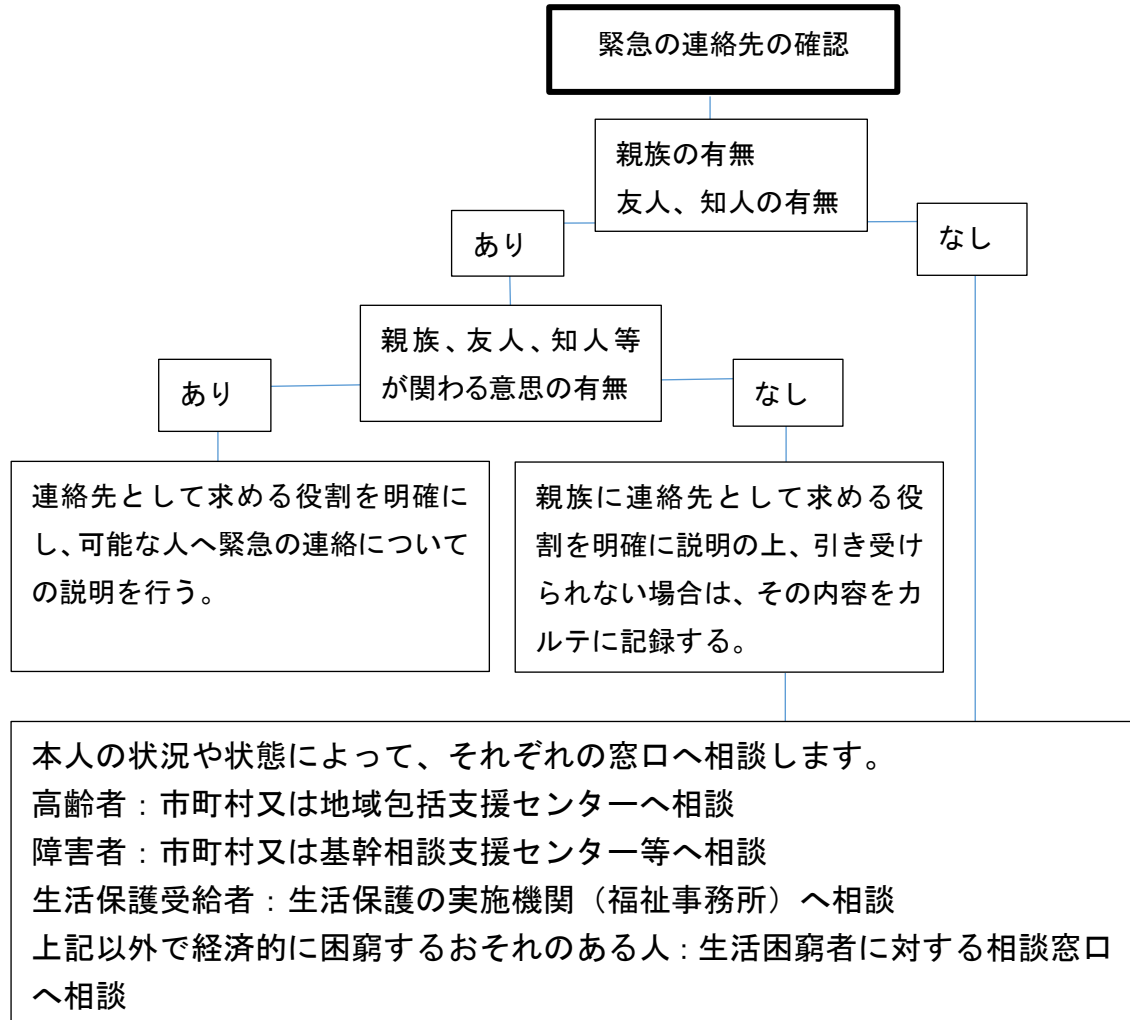 緊急の連絡先の確認
親族の有無
友人、知人の有無
あり
なし
親族、友人、知人等
が関わる意思の有無
あり
なし
連絡先として求める役割を明確に
し、可能な人へ緊急の連絡について
の説明を行う。
親族に連絡先として求める役
割を明確に説明の上、引き受け
られない場合は、その内容をカ
ルテに記録する。
本人の状況や状態によって、それぞれの窓口へ相談します。
高齢者：市町村又は地域包括支援センターへ相談
障害者：市町村又は基幹相談支援センター等へ相談
生活保護受給者：生活保護の実施機関（福祉事務所）へ相談
上記以外で経済的に困窮するおそれのある人：生活困窮者に対する相談窓口
へ相談